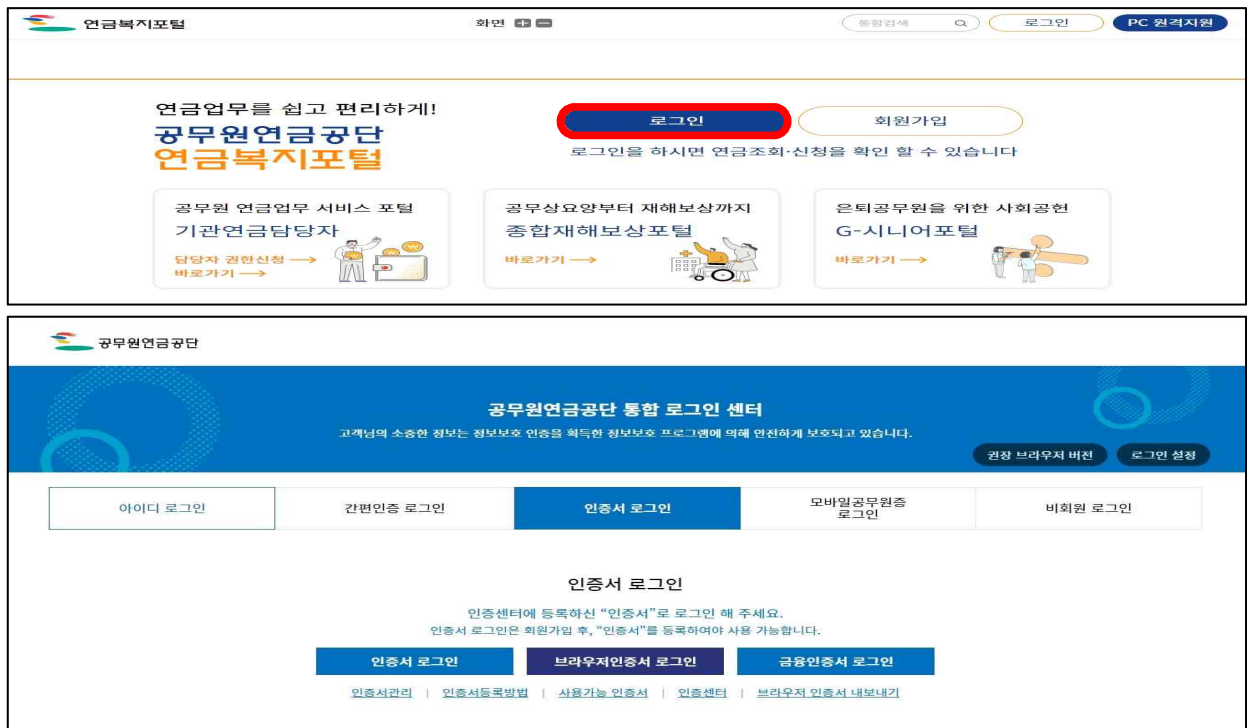 연금복지포털
화면
통합검색
로그인
PC 원격지원
연금업무를 쉽고 편리하게!
공무원연금공단
연금복지포털
로그인
회원가입
로그인을 하시면 연금조회·신청을 확인 할 수 있습니다
공무원 연금업무 서비스 포털
기관연금담당자
담당자 권한신청 →
바로가기 →
공무상요양부터 재해보상까지
종합재해보상포털
바로가기 →
은퇴공무원을 위한 사회공헌
G-시니어포털
바로가기 →
공무원연금공단
공무원연금공단 통합 로그인 센터
고객님의 소중한 정보는 정보보호 인증을 획득한 정보보호 프로그램에 의해 안전하게 보호되고 있습니다.
권장 브라우저 버전
로그인 설정
아이디 로그인
간편인증 로그인
인증서 로그인
모바일공무원증
로그인
비회원 로그인
인증서 로그인
인증센터에 등록하신 “인증서”로 로그인 해 주세요.
인증서 로그인은 회원가입 후, “인증서”를 등록하여야 사용 가능합니다.
인증서 로그인
브라우저인증서 로그인
금융인증서 로그인
인증서관리 | 인증서등록방법 | 사용가능 인증서 | 인증센터 | 브라우저 인증서 내보내기